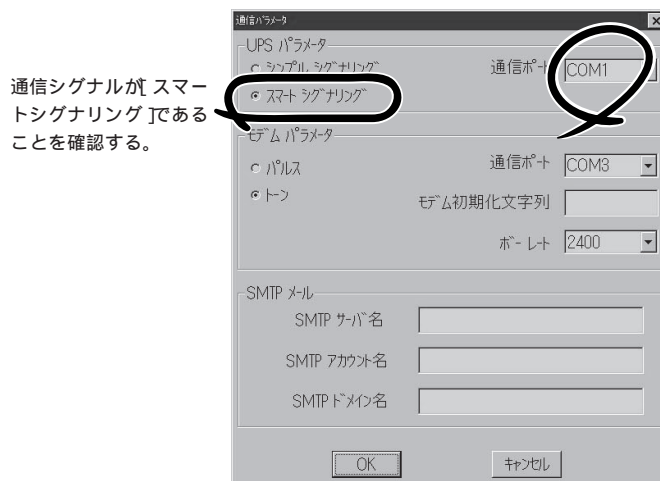 通信パラメータ
UPS パラメータ
シンプル シグナリング
通信ポート COM1
スマート シグナリング
通信シグナルが[スマー
トシグナリング]である
ことを確認する。
モデム パラメータ
パルス
通信ポート COM3
トーン
モデム初期化文字列
ボー レート 2400
SMTP メール
SMTP サーバ名
SMTP アカウント名
SMTP ドメイン名
OK キャンセル